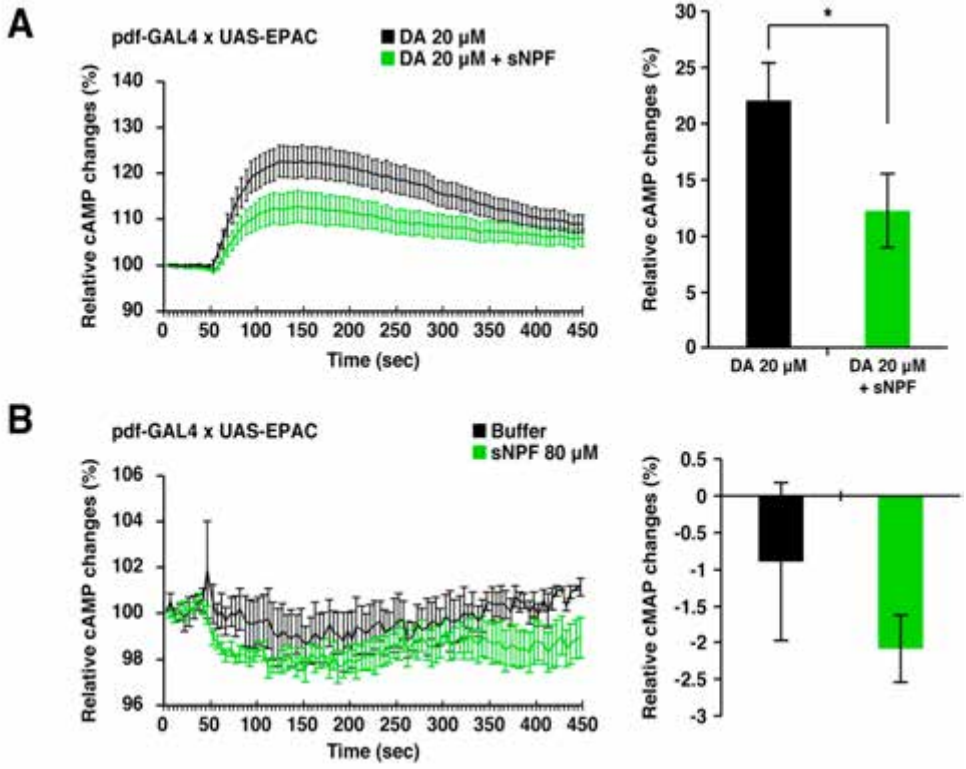 A
pdf-GAL4 x UAS-EPAC
DA 20 µM
DA 20 µM + sNPF
Relative cAMP changes (%)
140
130
120
110
100
90
0 50 100 150 200 250 300 350 400 450
Time (sec)
*
Relative cAMP changes (%)
30
25
20
15
10
5
0
DA 20 µM DA 20 µM
+ sNPF
B
pdf-GAL4 x UAS-EPAC
Buffer
sNPF 80 µM
Relative cAMP changes (%)
106
104
102
100
98
96
0 50 100 150 200 250 300 350 400 450
Time (sec)
Relative cMAP changes (%)
0.5
0
-0.5
-1
-1.5
-2
-2.5
-3